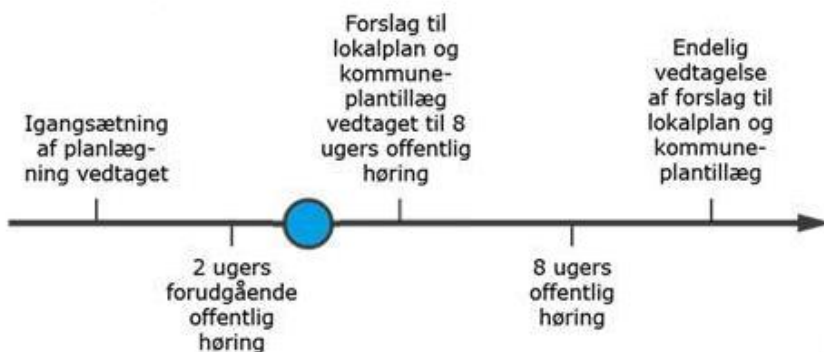 Igangsætning
af planlæg-
ning vedtaget
2 ugers
forudgående
offentlig
høring
Forslag til
lokalplan og
kommune-
plantillæg
vedtaget til 8
ugers offentlig
høring
8 ugers
offentlig
høring
Endelig
vedtagelse
af forslag til
lokalplan og
kommune-
plantillæg